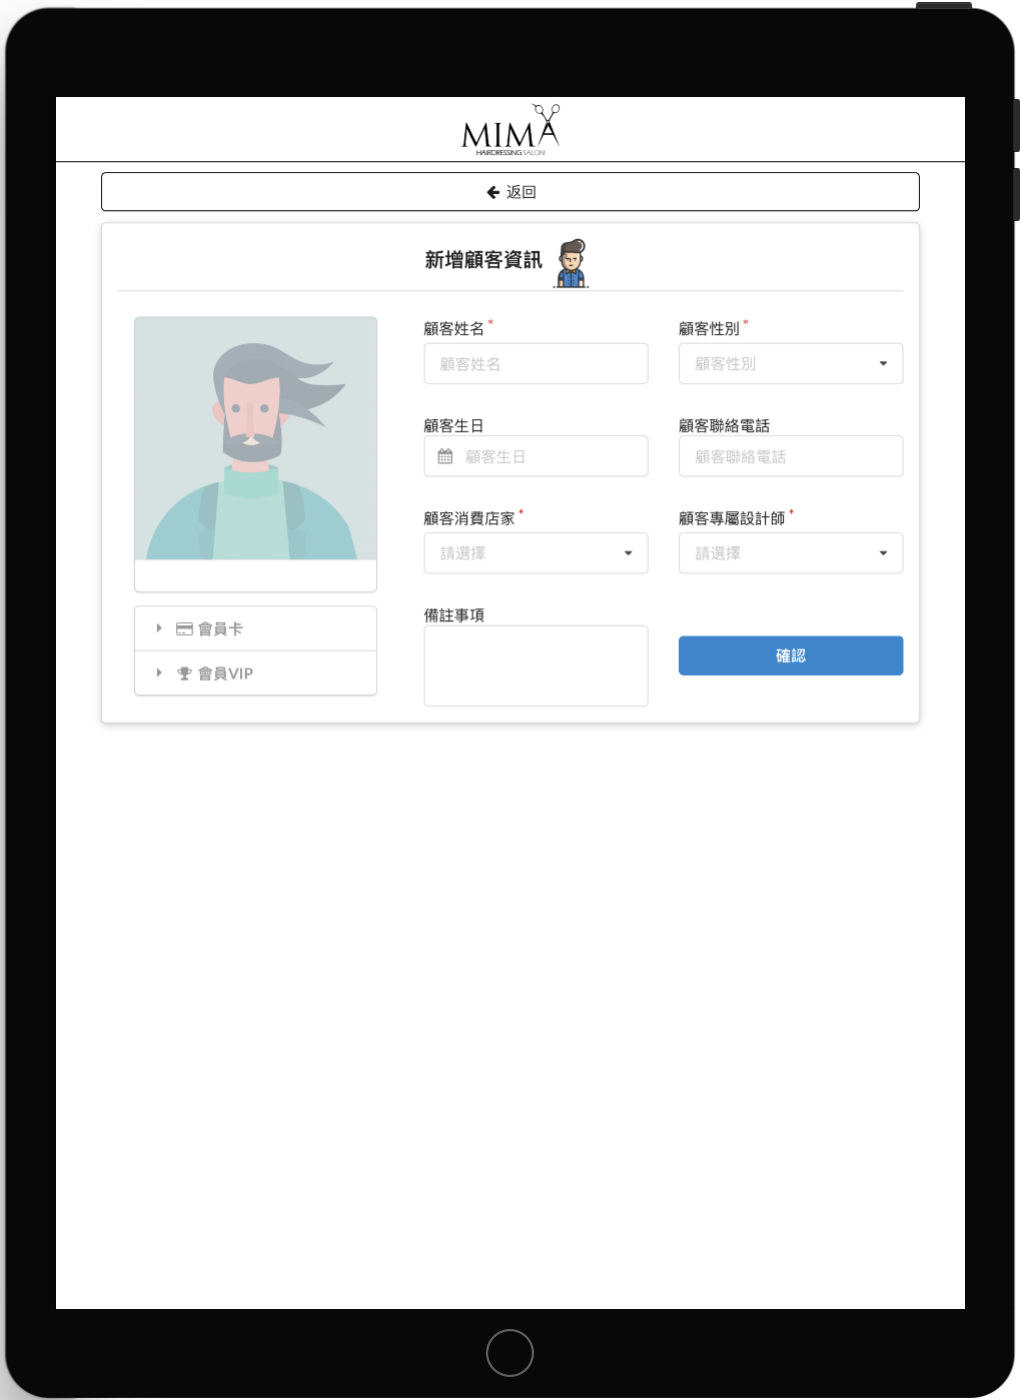 MIMA
HAIRDRESSING SALON
返回
新增顧客資訊
顧客姓名 *
顧客姓名
顧客性別 *
顧客性別
顧客生日
顧客生日
顧客聯絡電話
顧客聯絡電話
顧客消費店家 *
請選擇
顧客專屬設計師 *
請選擇
會員卡
會員VIP
備註事項
確認